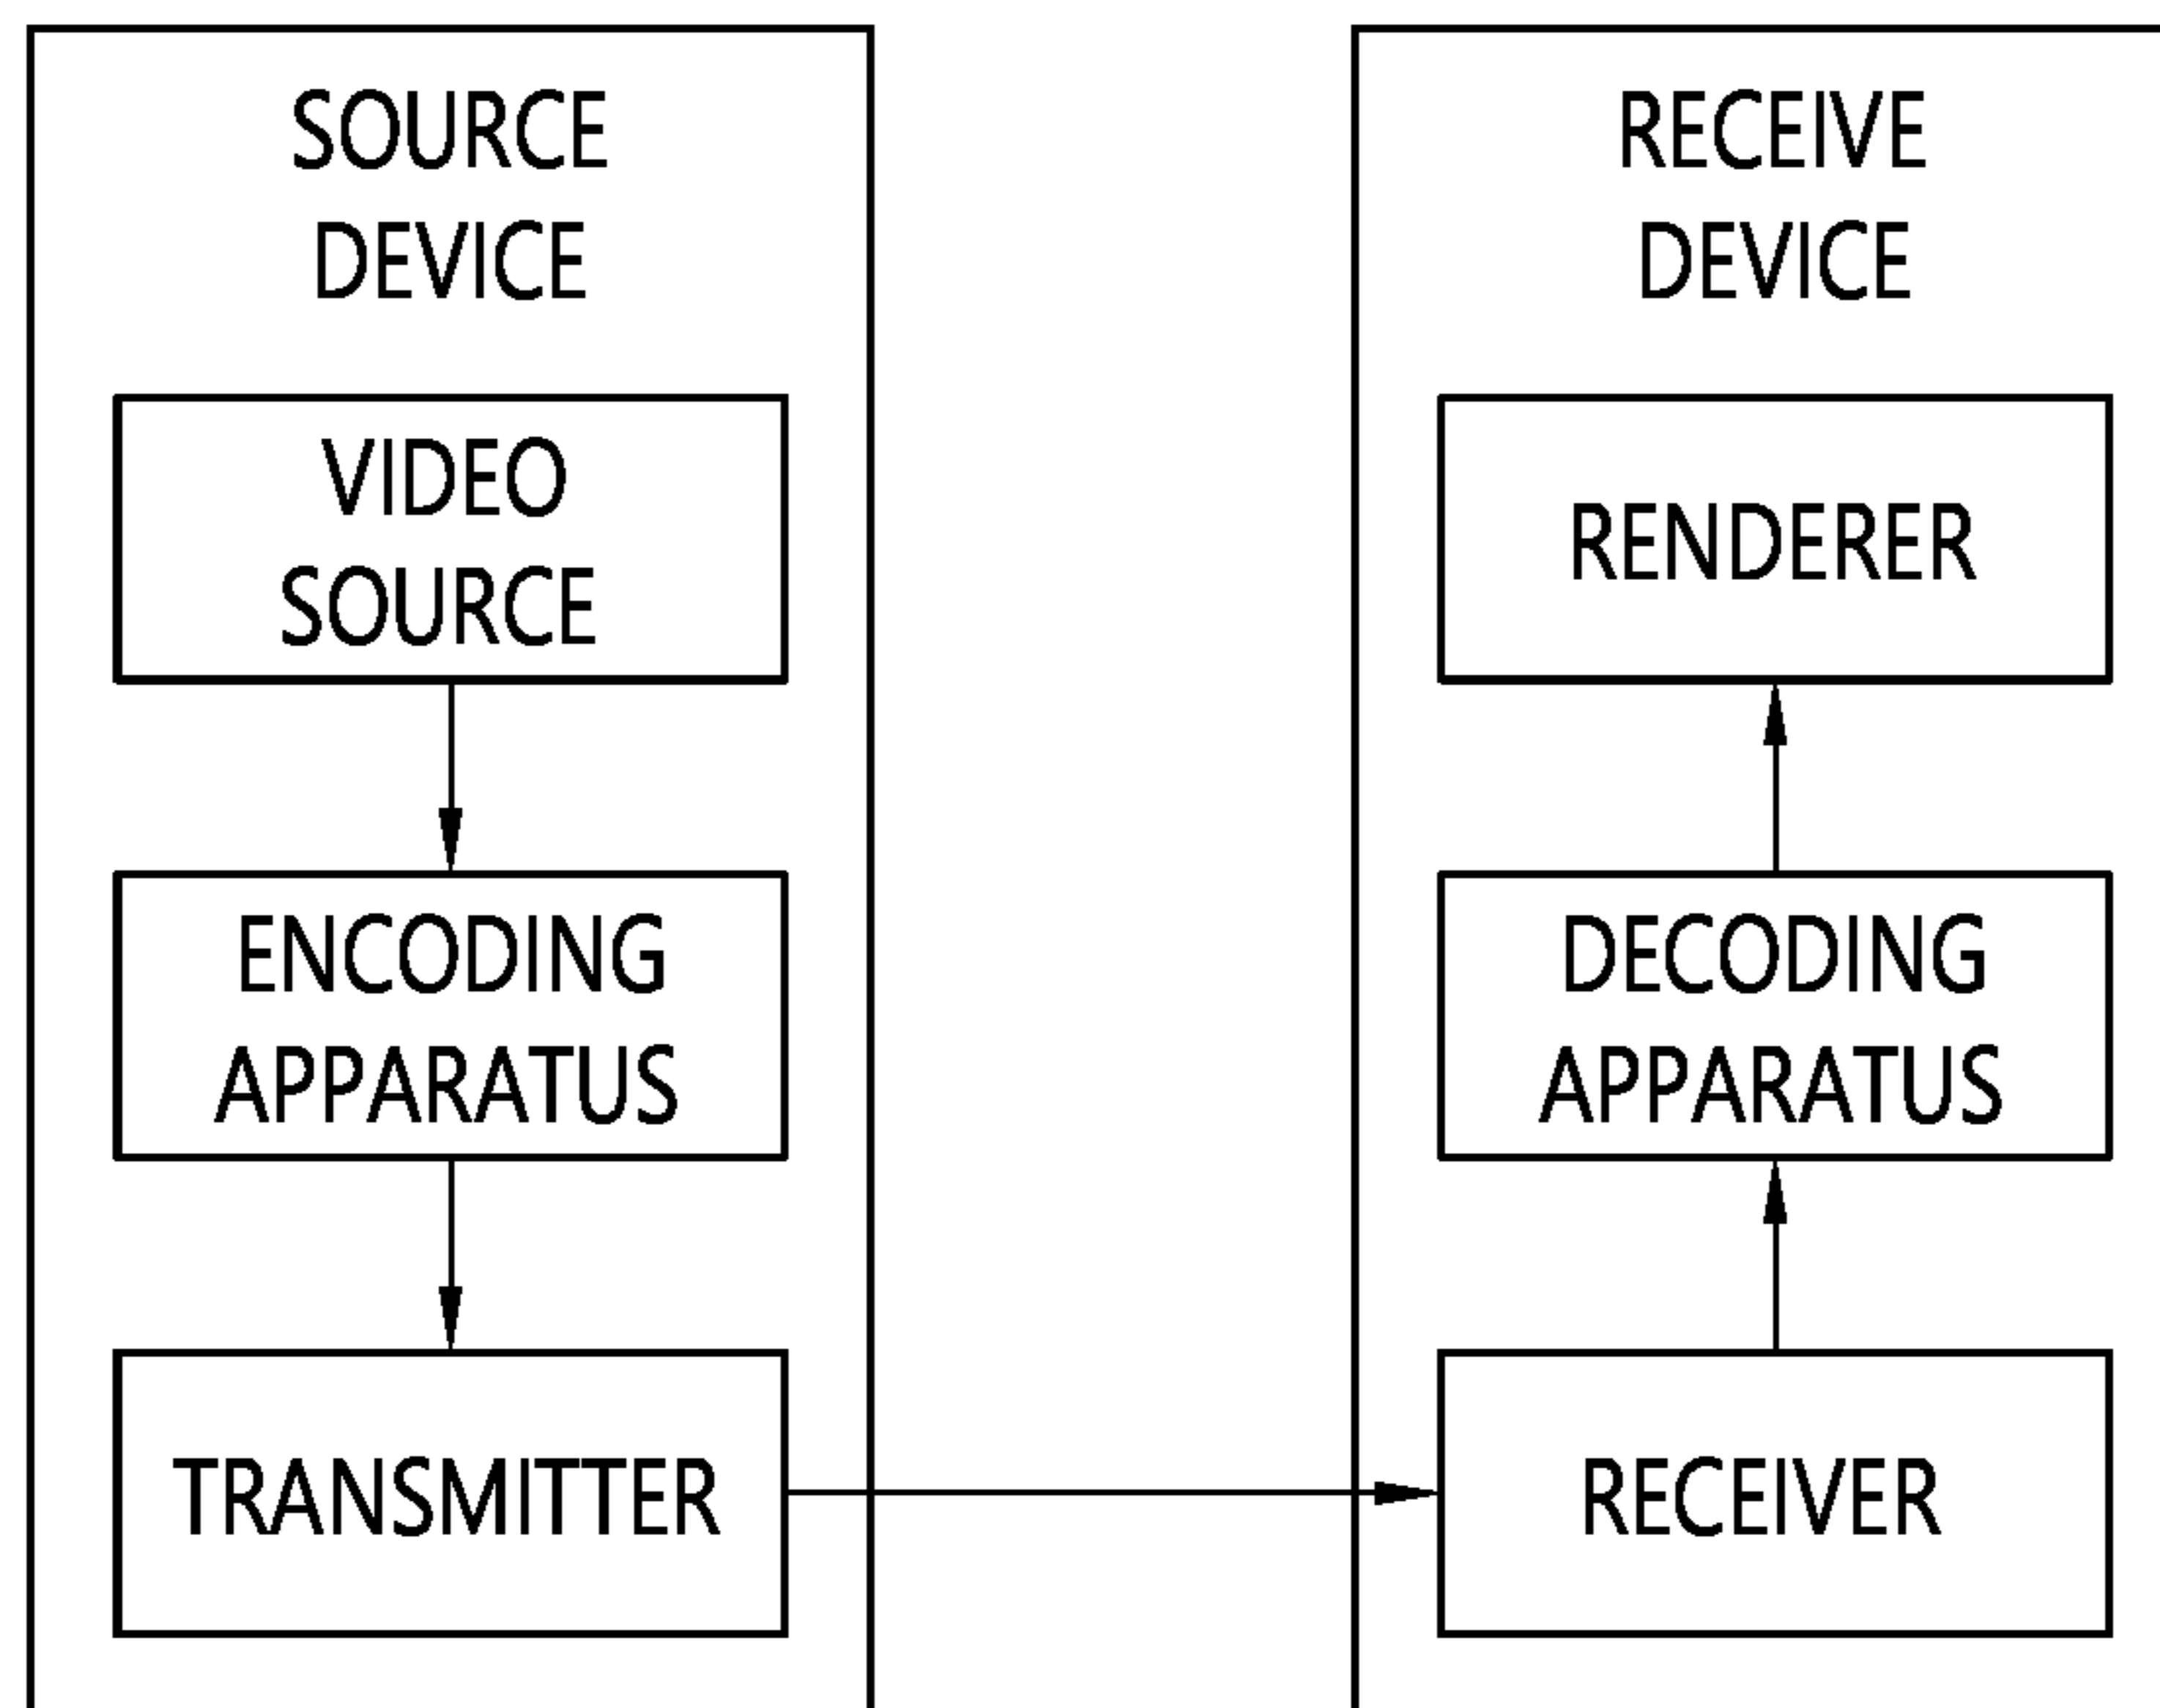 SOURCE
DEVICE
VIDEO
SOURCE
ENCODING
APPARATUS
TRANSMITTER
RECEIVE
DEVICE
RENDERER
DECODING
APPARATUS
RECEIVER